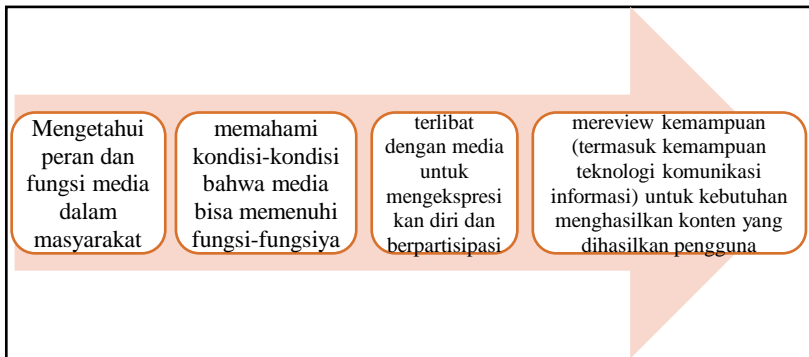 Mengetahui
peran dan
fungsi media
dalam
masyarakat
memahami
kondisi-kondisi
bahwa media
bisa memenuhi
fungsi-fungsiya
terlibat
dengan media
untuk
mengekspresi
kan diri dan
berpartisipasi
mereview kemampuan
(termasuk kemampuan
teknologi komunikasi
informasi) untuk kebutuhan
menghasilkan konten yang
dihasilkan pengguna